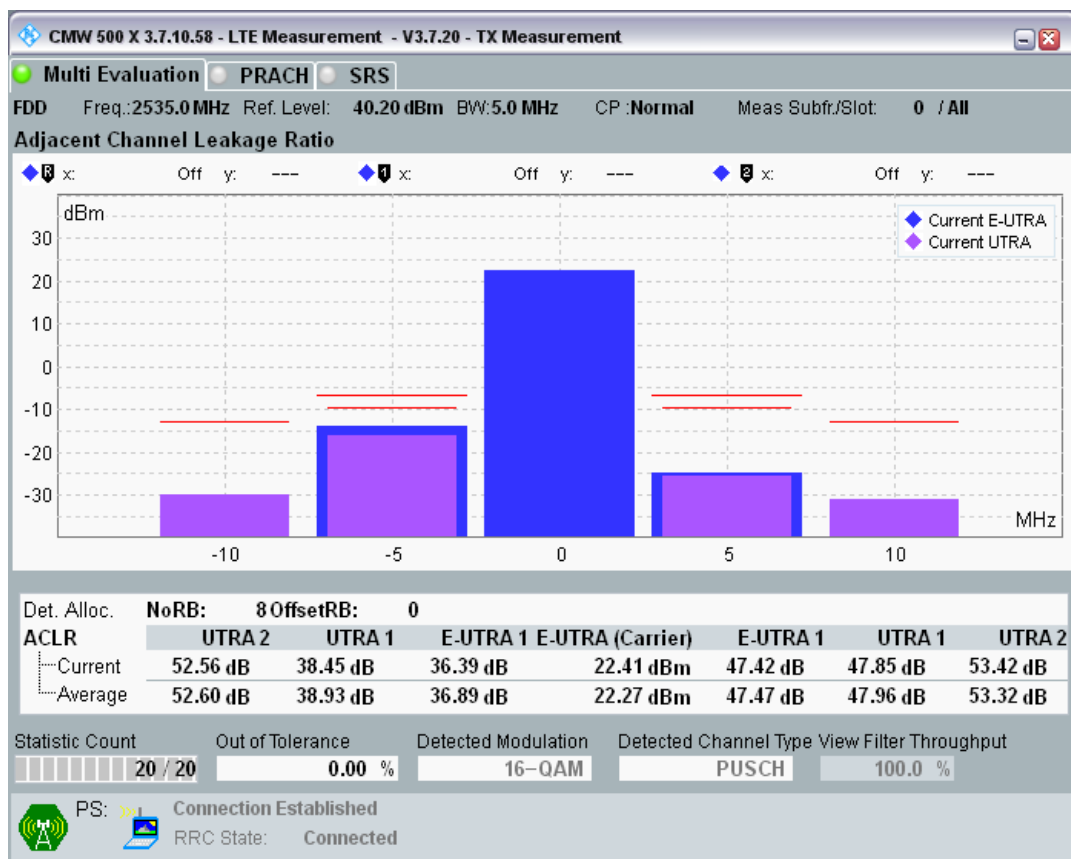 CMW 500 X 3.7.10.58 - LTE Measurement - V3.7.20 - TX Measurement
Multi Evaluation PRACH SRS
FDD Freq.:2535.0 MHz Ref. Level: 40.20 dBm BW:5.0 MHz CP :Normal Meas Subfr./Slot: 0 / All
Adjacent Channel Leakage Ratio
R x: Off y: --- 1 x: Off y: --- 2 x: Off y: ---
dBm
Current E-UTRA
Current UTRA
30
20
10
0
-10
-20
-30
MHz
-10 -5 0 5 10
Det. Alloc. NoRB: 8 OffsetRB: 0
ACLR UTRA 2 UTRA 1 E-UTRA 1 E-UTRA (Carrier) E-UTRA 1 UTRA 1 UTRA 2
Current 52.56 dB 38.45 dB 36.39 dB 22.41 dBm 47.42 dB 47.85 dB 53.42 dB
Average 52.60 dB 38.93 dB 36.89 dB 22.27 dBm 47.47 dB 47.96 dB 53.32 dB
Statistic Count Out of Tolerance Detected Modulation Detected Channel Type View Filter Throughput
20 / 20 0.00 % 16-QAM PUSCH 100.0 %
PS: Connection Established
RRC State: Connected